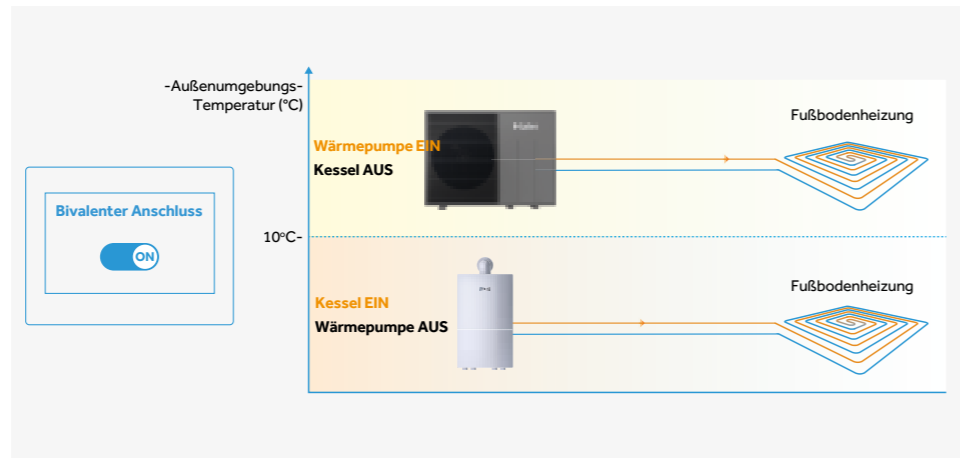 -Außenumgebungs-
Temperatur (°C)
Fußbodenheizung
Wärmepumpe EIN
Kessel AUS
Bivalenter Anschluss
ON
10°C-
Fußbodenheizung
Kessel EIN
Wärmepumpe AUS